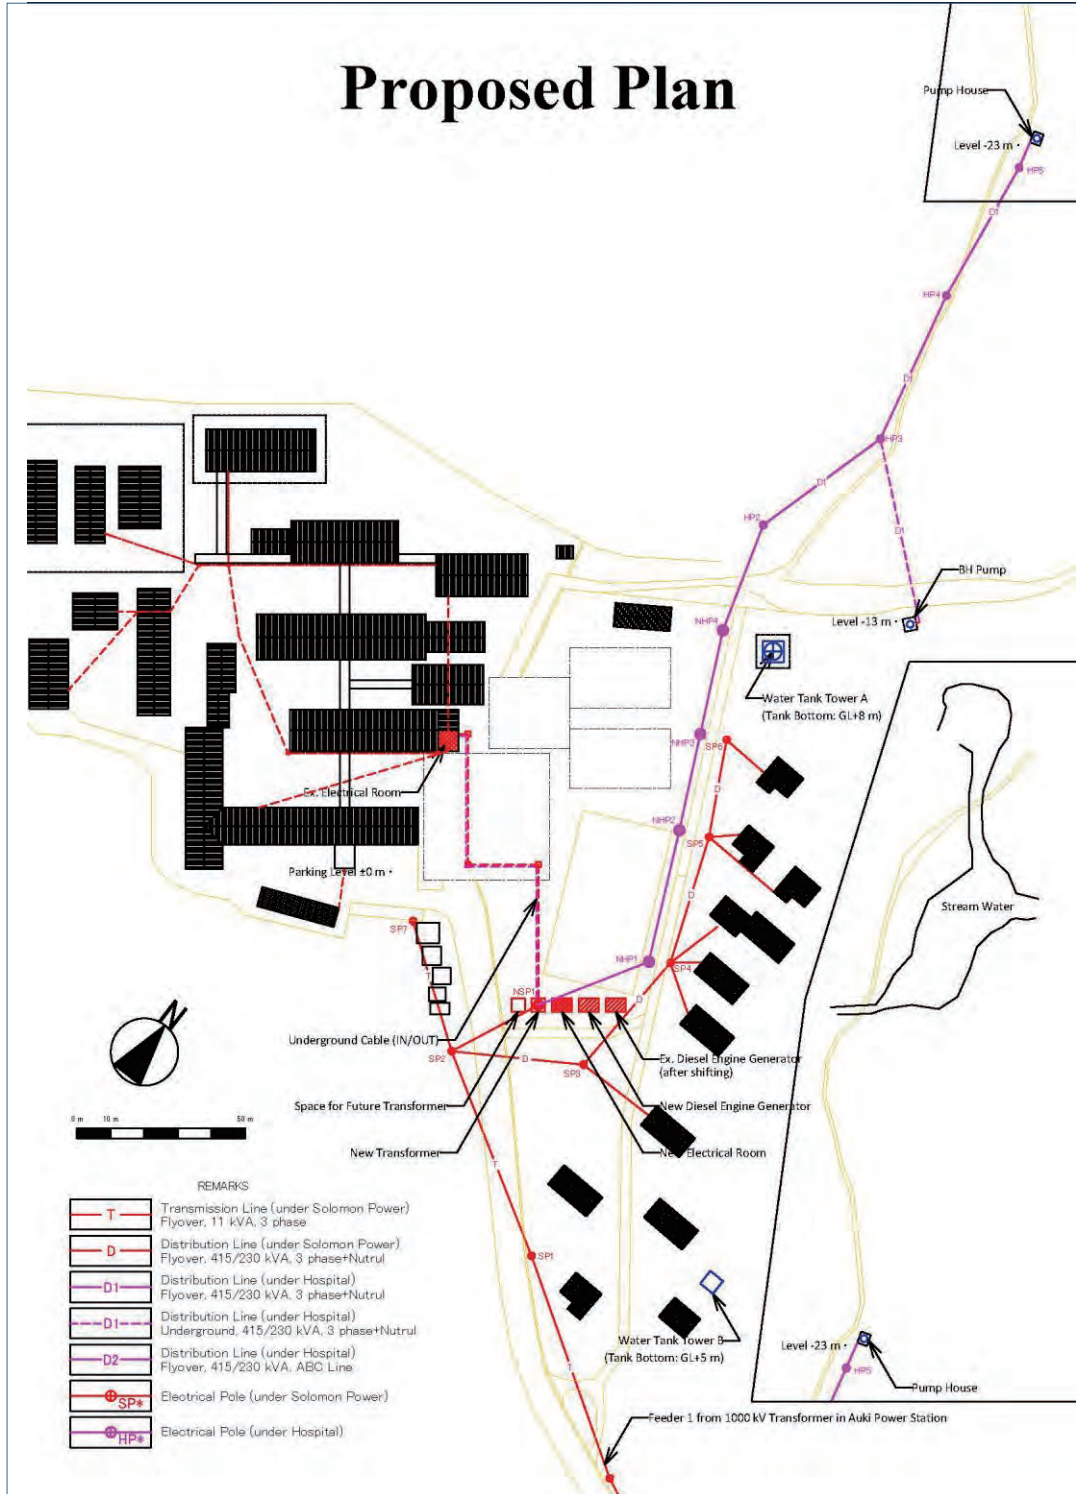 Proposed Plan
Pump House
Level -23 m
HP5
D1
HP4
D1
HP3
D1
HP2
D1
BH Pump
Level -13 m
NHP4
Water Tank Tower A
(Tank Bottom: GL+8 m)
NHP3
SP6
D
Ex. Electrical Room
NHP2
SP5
Parking Level ±0 m
D
Stream Water
SP7
NHP1
SP4
T
NSP1
D
Underground Cable (IN/OUT)
SP2
D
SP3
Ex. Diesel Engine Generator
(after shifting)
Space for Future Transformer
New Diesel Engine Generator
New Transformer
New Electrical Room
N
0 m 10 m 50 m
T
REMARKS
T Transmission Line (under Solomon Power)
Flyover, 11 kVA, 3 phase
D Distribution Line (under Solomon Power)
Flyover, 415/230 kVA, 3 phase+Nutrul
SP1
D1 Distribution Line (under Hospital)
Flyover, 415/230 kVA, 3 phase+Nutrul
D1 Distribution Line (under Hospital)
Underground, 415/230 kVA, 3 phase+Nutrul
Water Tank Tower B
(Tank Bottom: GL+5 m)
Level -23 m
D2 Distribution Line (under Hospital)
Flyover, 415/230 kVA, ABC Line
T
HP5
Pump House
SP* Electrical Pole (under Solomon Power)
Feeder 1 from 1000 kV Transformer in Auki Power Station
HP* Electrical Pole (under Hospital)